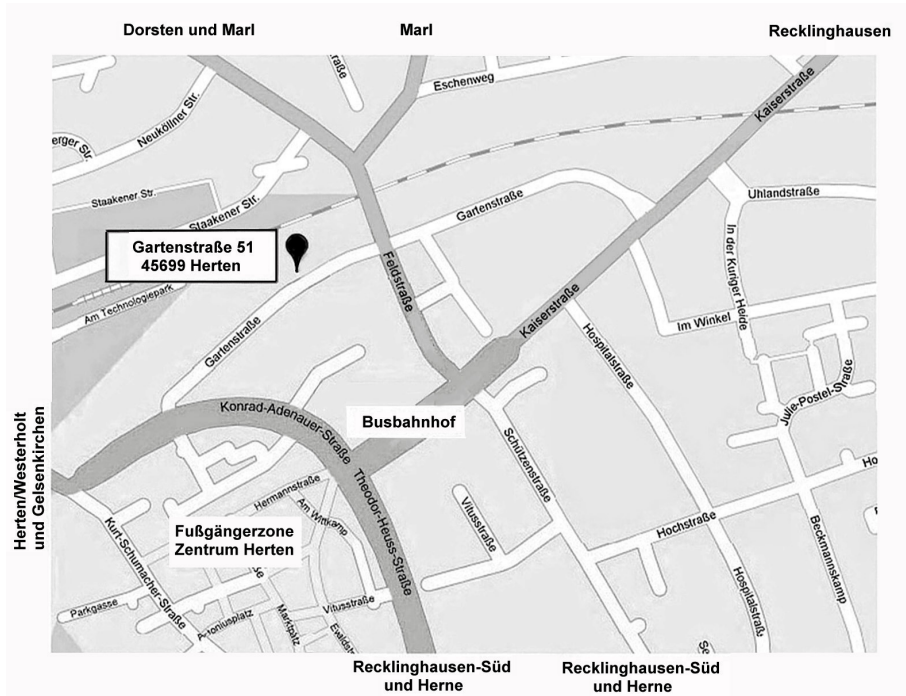 Dorsten und Marl
Marl
Recklinghausen
Eschenweg
Kaiserstraße
Neuköllner Str.
Staakener Str.
Staakener Str.
Gartenstraße
Uhlandstraße
Gartenstraße 51
45699 Herten
In der Kuriger Heide
Feldstraße
Am Technologiepark
Kaiserstraße
Im Winkel
Gartenstraße
Hospitalstraße
Julie-Postel-Straße
Konrad-Adenauer-Straße
Busbahnhof
Herten/Westerholt
und Gelsenkirchen
Schützenstraße
Theodor-Heuss-Straße
Hermannstraße
Am Wittkamp
Vitusstraße
Hochstraße
Fußgängerzone
Zentrum Herten
Kurt-Schumacher-Straße
Beckmannskamp
Hospitalstraß
Parkgasse
Vitusstraße
Antoniusplatz
Marktplatz
Recklinghausen-Süd
und Herne
Recklinghausen-Süd
und Herne